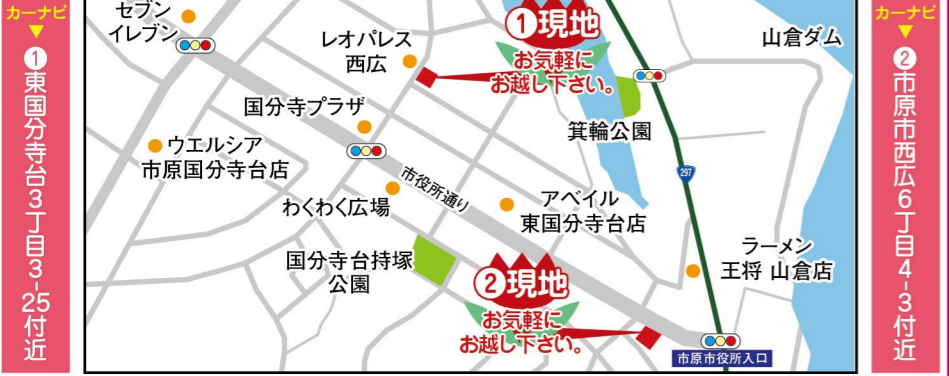 カーナビ
▼
①東国分寺台3丁目3-25付近
セブン
イレブン
レオパレス
西広
①現地
お気軽に
お越し下さい。
山倉ダム
国分寺プラザ
箕輪公園
ウエルシア
市原国分寺台店
297
市役所通り
わくわく広場
アベイル
東国分寺台店
国分寺台持塚
公園
②現地
お気軽に
お越し下さい。
ラーメン
王将 山倉店
市原市役所入口
カーナビ
▼
②市原市西広6丁目4-3付近